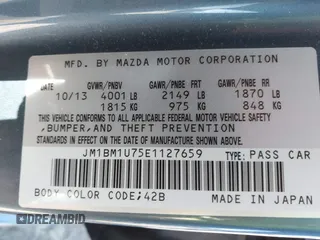 MFD. BY MAZDA MOTOR CORPORATION
GVWR/PNBV GAWR/PNBE FR GAWR/PNBE RR
10/13 4001 LB 2149 LB 1870 LB
1815 KG 975 KG 848 KG
THIS VEHICLE CONFORMS TO ALL APPLICABLE FEDERAL MOTOR VEHICLE SAFETY
, BUMPER, AND THEFT PREVENTION
STANDARDS IN EFFECT ON THE DATE OF MANUFACTURE SHOWN ABOVE.
JM1BM1U75E1127659 TYPE: PASS CAR
BODY COLOR CODE: 42B MADE IN JAPAN
DREAMBID